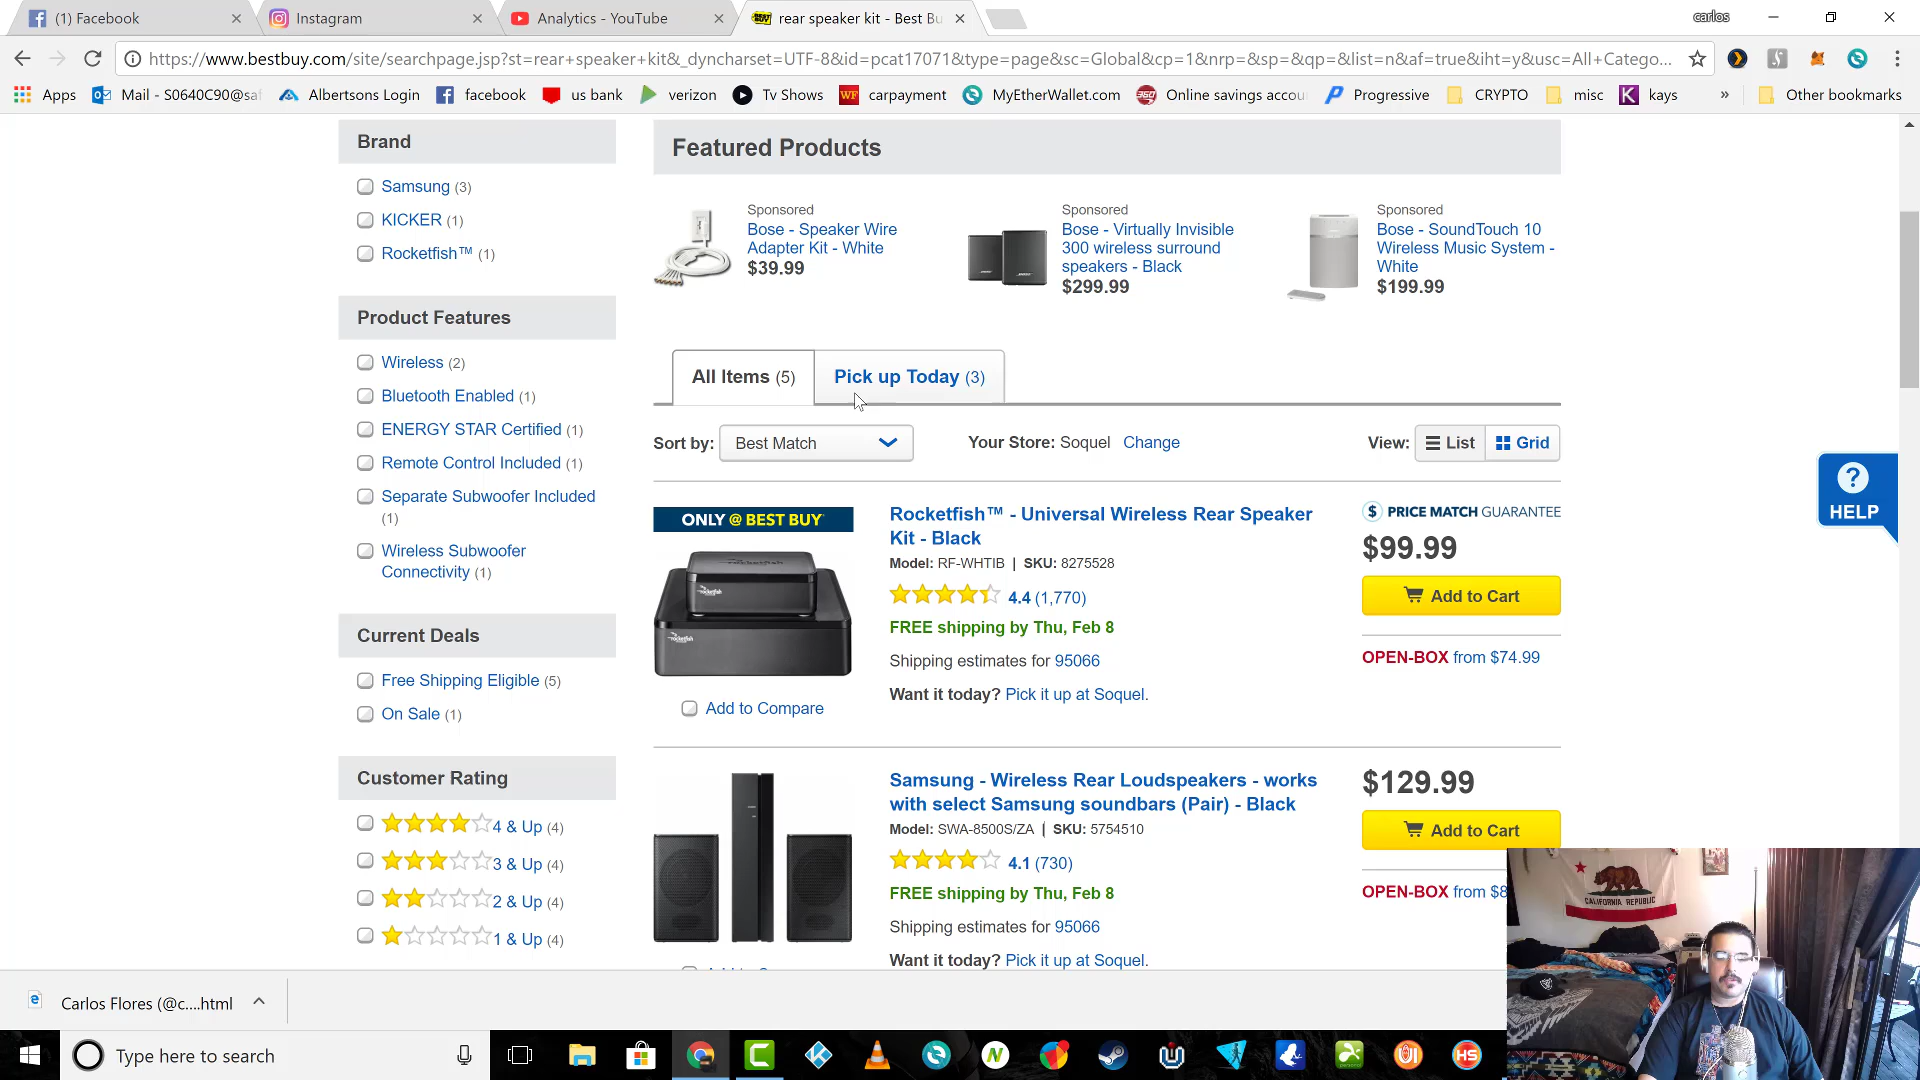 (1) Facebook
Instagram
Analytics - YouTube
rear speaker kit - Best Bu
carlos
https://www.bestbuy.com/site/searchpage.jsp?st=rear+speaker+kit&_dyncharset=UTF-8&id=pcat17071&type=page&sc=Global&cp=1&nrp=&sp=&qp=&list=n&af=true&iht=y&usc=All+Catego...
Apps
Mail - S0640C90@saf
Albertsons Login
facebook
us bank
verizon
Tv Shows
WF carpayment
MyEtherWallet.com
360 Online savings accou
Progressive
CRYPTO
misc
K kays
»
Other bookmarks
Brand
Samsung (3)
KICKER (1)
Rocketfish™ (1)
Product Features
Wireless (2)
Bluetooth Enabled (1)
ENERGY STAR Certified (1)
Remote Control Included (1)
Separate Subwoofer Included
(1)
Wireless Subwoofer
Connectivity (1)
Current Deals
Free Shipping Eligible (5)
On Sale (1)
Customer Rating
4 & Up (4)
3 & Up (4)
2 & Up (4)
1 & Up (4)
Featured Products
Sponsored
Bose - Speaker Wire
Adapter Kit - White
$39.99
Sponsored
Bose - Virtually Invisible
300 wireless surround
speakers - Black
$299.99
Sponsored
Bose - SoundTouch 10
Wireless Music System -
White
$199.99
All Items (5)
Pick up Today (3)
Sort by: Best Match
Your Store: Soquel Change
View: List Grid
? HELP
ONLY @ BEST BUY
rocketfish
rocketfish
Add to Compare
Rocketfish™ - Universal Wireless Rear Speaker
Kit - Black
Model: RF-WHTIB | SKU: 8275528
4.4 (1,770)
FREE shipping by Thu, Feb 8
Shipping estimates for 95066
Want it today? Pick it up at Soquel.
$ PRICE MATCH GUARANTEE
$99.99
Add to Cart
OPEN-BOX from $74.99
Samsung - Wireless Rear Loudspeakers - works
with select Samsung soundbars (Pair) - Black
Model: SWA-8500S/ZA | SKU: 5754510
4.1 (730)
FREE shipping by Thu, Feb 8
Shipping estimates for 95066
Want it today? Pick it up at Soquel.
$129.99
Add to Cart
OPEN-BOX from $8
CALIFORNIA REPUBLIC
Carlos Flores (@c....html
Type here to search